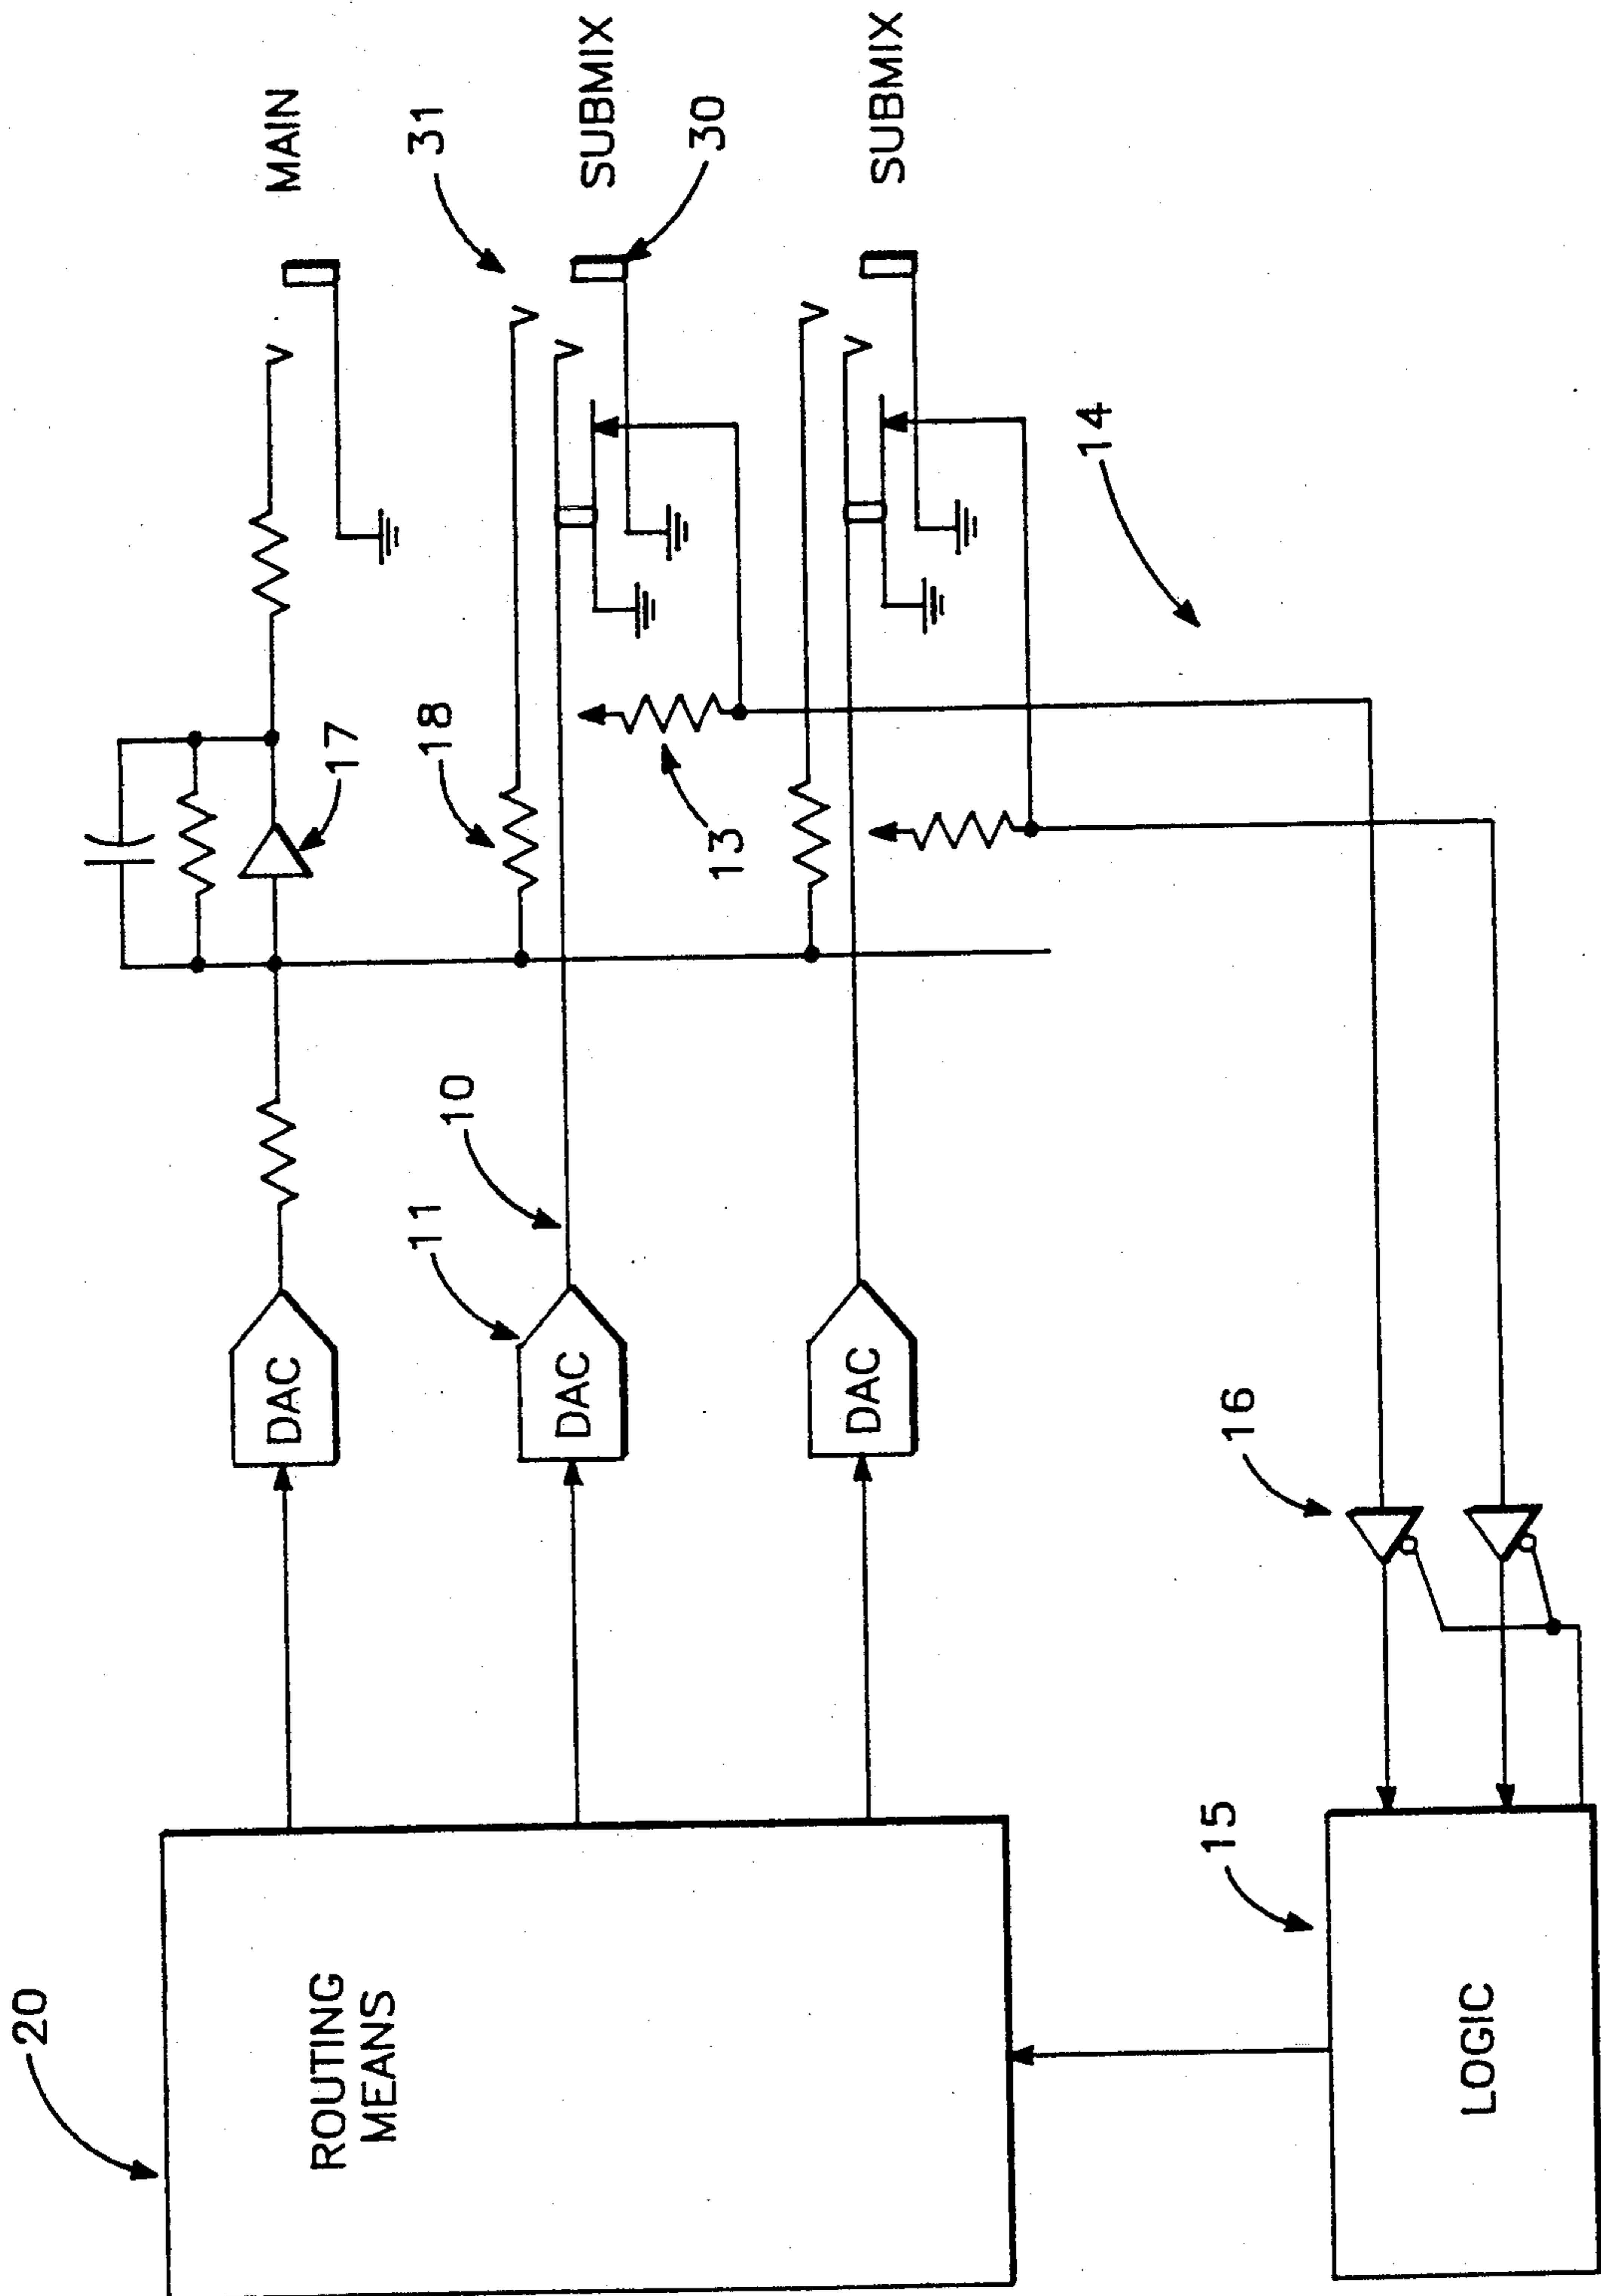 20
ROUTING
MEANS
DAC
DAC
DAC
11
10
17
18
13
31
30
MAIN
SUBMIX
SUBMIX
14
15
LOGIC
16